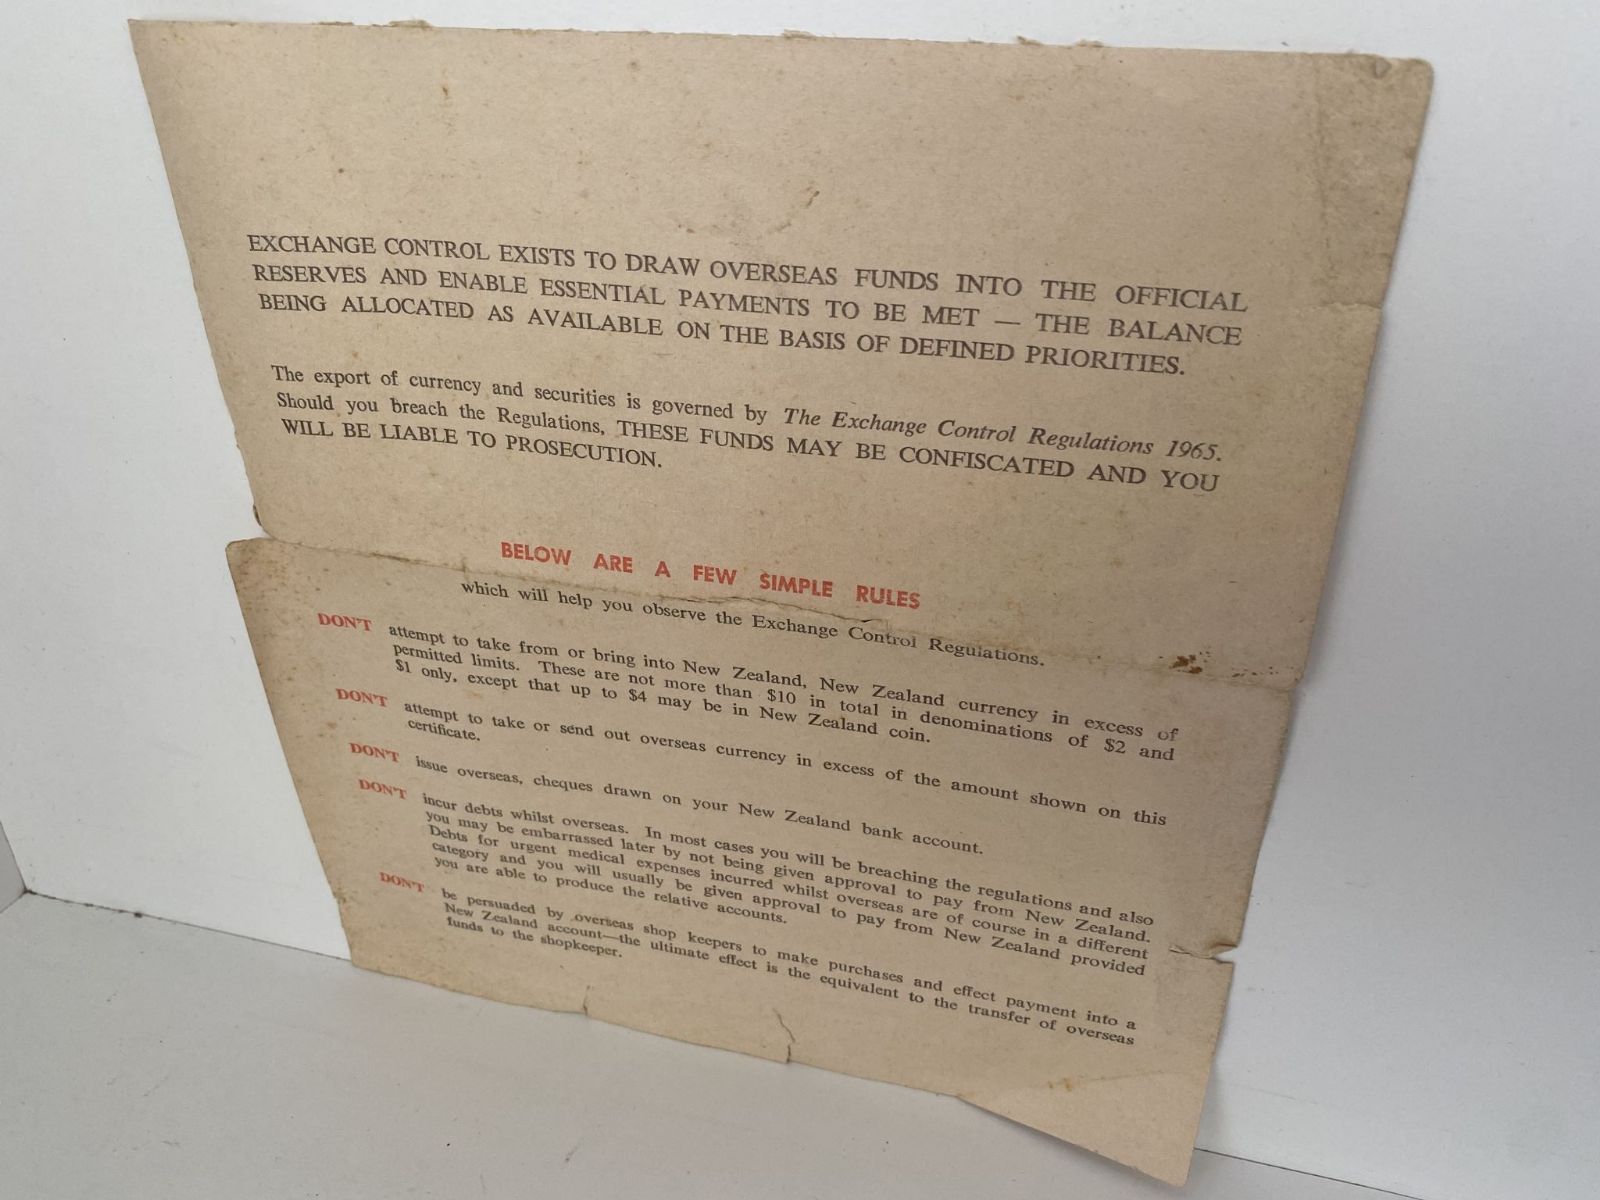 EXCHANGE CONTROL EXISTS TO DRAW OVERSEAS FUNDS INTO THE OFFICIAL
RESERVES AND ENABLE ESSENTIAL PAYMENTS TO BE MET — THE BALANCE
BEING ALLOCATED AS AVAILABLE ON THE BASIS OF DEFINED PRIORITIES.
The export of currency and securities is governed by The Exchange Control Regulations 1965.
Should you breach the Regulations, THESE FUNDS MAY BE CONFISCATED AND YOU
WILL BE LIABLE TO PROSECUTION.
BELOW ARE A FEW SIMPLE RULES
which will help you observe the Exchange Control Regulations.
DON'T attempt to take from or bring into New Zealand, New Zealand currency in excess of
permitted limits. These are not more than $10 in total in denominations of $2 and
$1 only, except that up to $4 may be in New Zealand coin.
DON'T attempt to take or send out overseas currency in excess of the amount shown on this
certificate.
DON'T issue overseas, cheques drawn on your New Zealand bank account.
DON'T incur debts whilst overseas. In most cases you will be breaching the regulations and also
you may be embarrassed later by not being given approval to pay from New Zealand.
Debts for urgent medical expenses incurred whilst overseas are of course in a different
category and you will usually be given approval to pay from New Zealand provided
you are able to produce the relative accounts.
DON'T be persuaded by overseas shop keepers to make purchases and effect payment into a
New Zealand account—the ultimate effect is the equivalent to the transfer of overseas
funds to the shopkeeper.